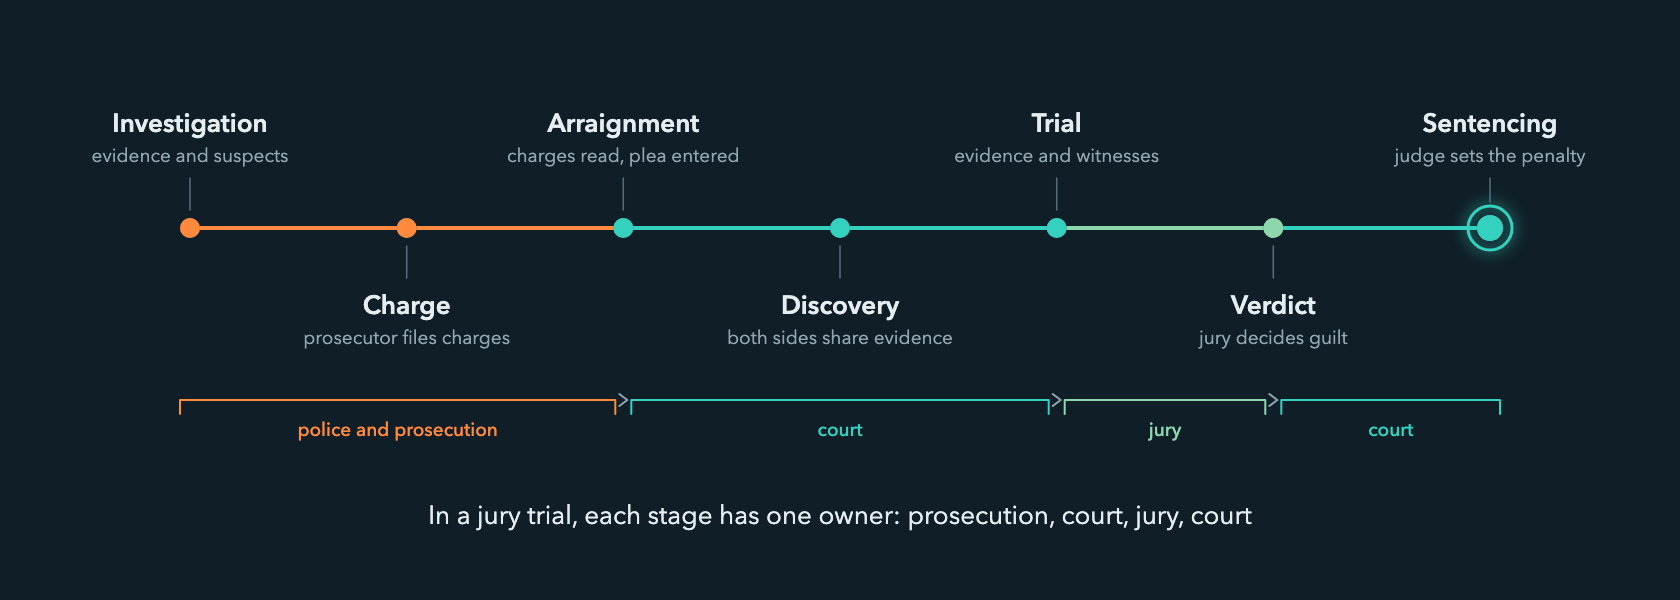 Investigation
evidence and suspects
Arraignment
charges read, plea entered
Trial
evidence and witnesses
Sentencing
judge sets the penalty
Charge
prosecutor files charges
Discovery
both sides share evidence
Verdict
jury decides guilt
police and prosecution
court
jury
court
In a jury trial, each stage has one owner: prosecution, court, jury, court